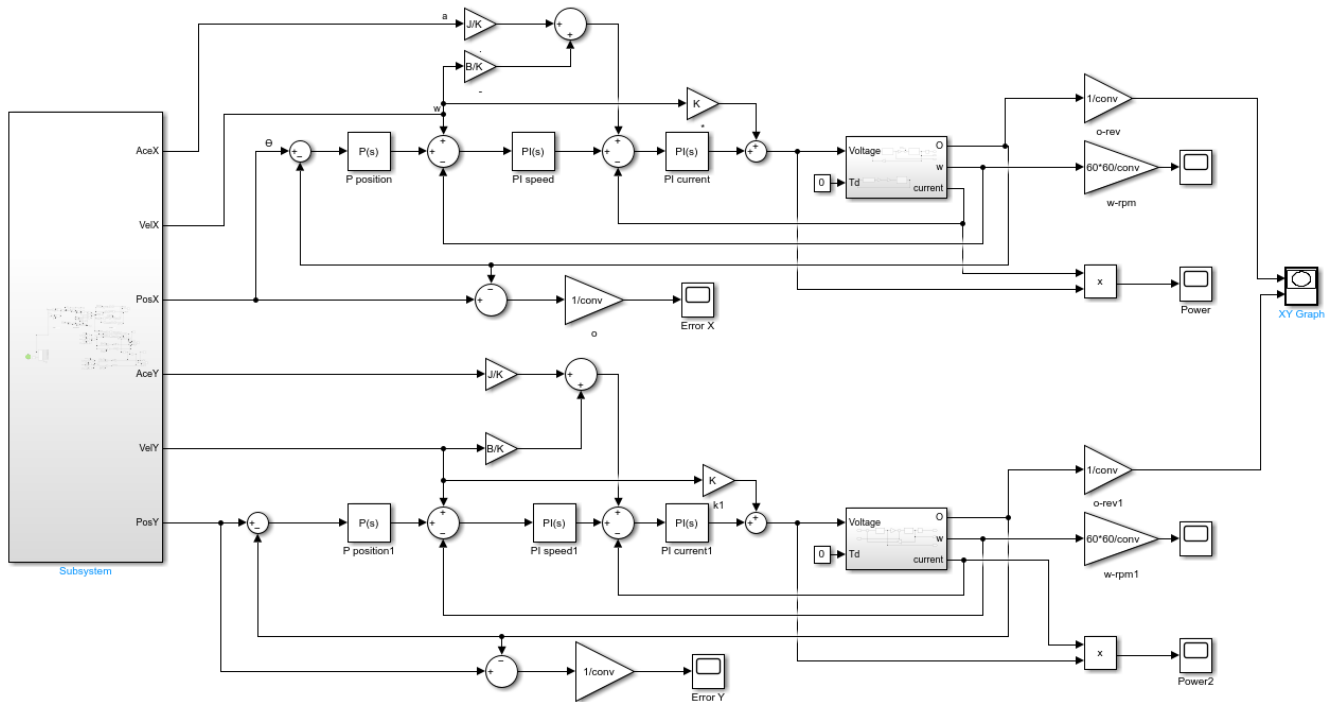 a
J/K
+
+
B/K
w
K
1/conv
o-rev
AceX
Θ
+
−
P(s)
P position
+
+
−
PI(s)
PI speed
+
+
−
PI(s)
PI current
+
+
Voltage
O
w
Td
current
0
60*60/conv
w-rpm
VelX
PosX
+
−
1/conv
o
Error X
x
Power
XY Graph
AceY
J/K
+
+
VelY
B/K
K
k1
1/conv
o-rev1
PosY
+
−
P(s)
P position1
+
+
−
PI(s)
PI speed1
+
+
−
PI(s)
PI current1
+
+
Voltage
O
w
Td
current
0
60*60/conv
w-rpm1
Subsystem
+
−
1/conv
Error Y
x
Power2